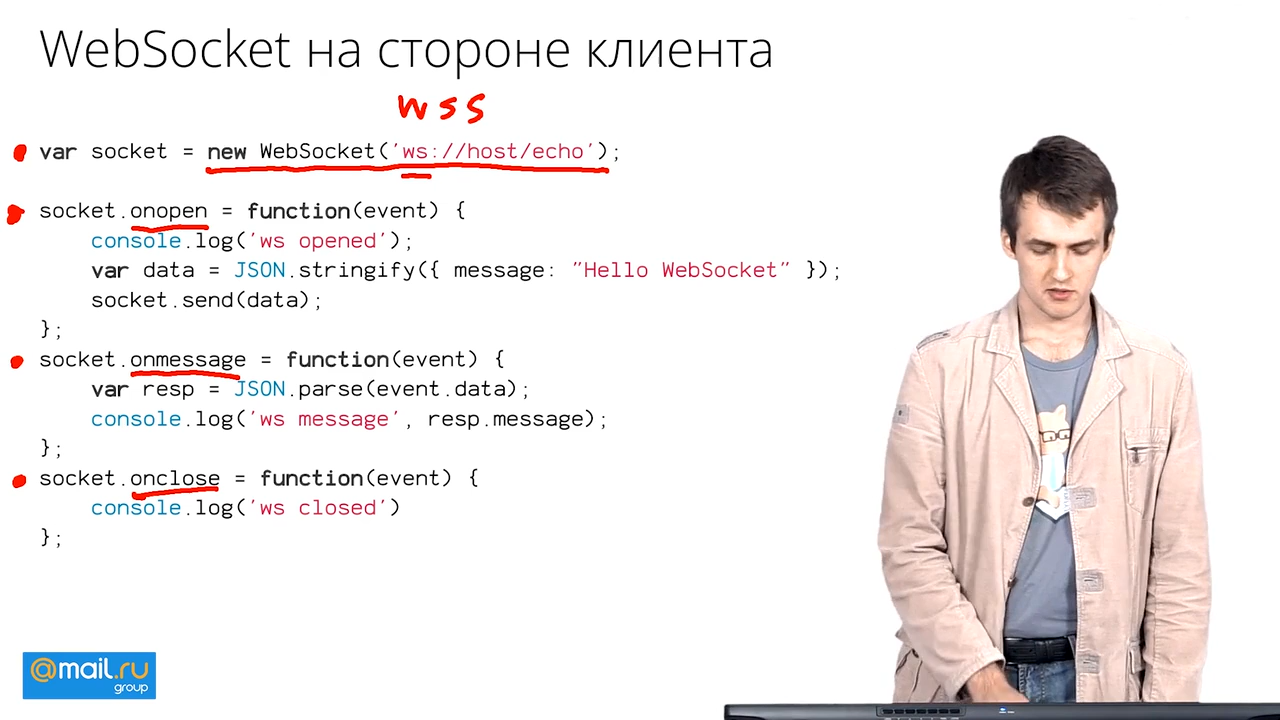 WebSocket на стороне клиента
wss
var socket = new WebSocket('ws://host/echo');
socket.onopen = function(event) {
console.log('ws opened');
var data = JSON.stringify({ message: "Hello WebSocket" });
socket.send(data);
};
socket.onmessage = function(event) {
var resp = JSON.parse(event.data);
console.log('ws message', resp.message);
};
socket.onclose = function(event) {
console.log('ws closed')
};
@mail.ru
group